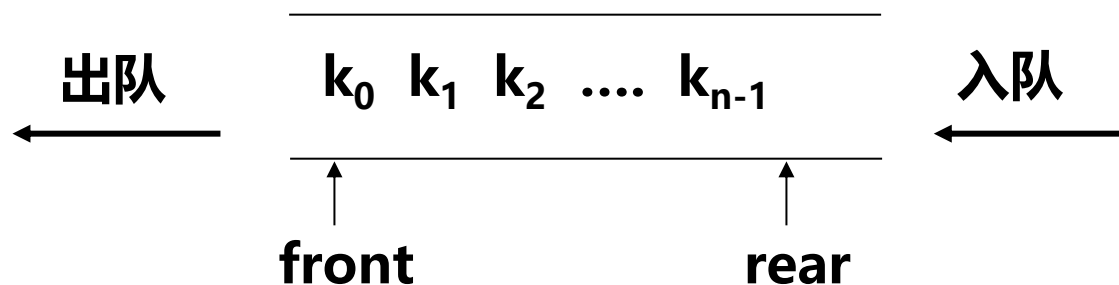 出队 k₀ k₁ k₂ .... kₙ₋₁ 入队
front rear